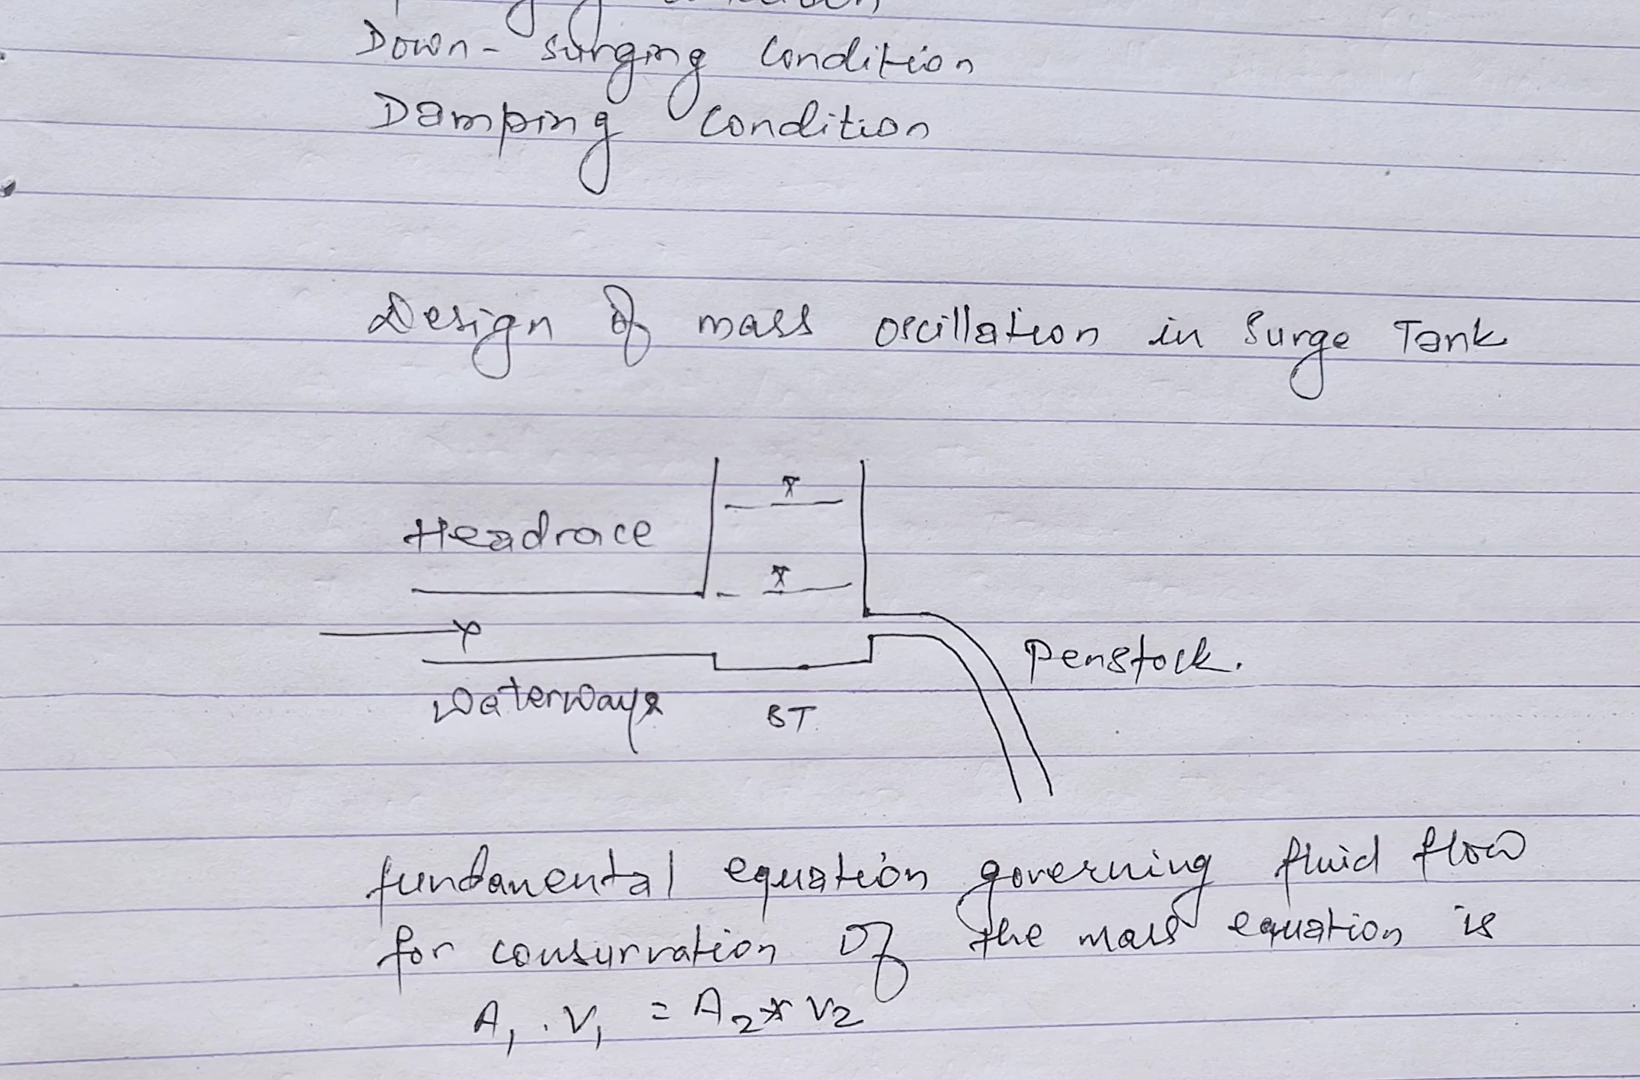 Down- surging Condition
Damping Condition
Design of mass oscillation in Surge Tank
Headrace
Penstock.
Waterways
ST
fundamental equation governing fluid flow
for consurvation of the mass equation is
A1 . V1 = A2 * V2